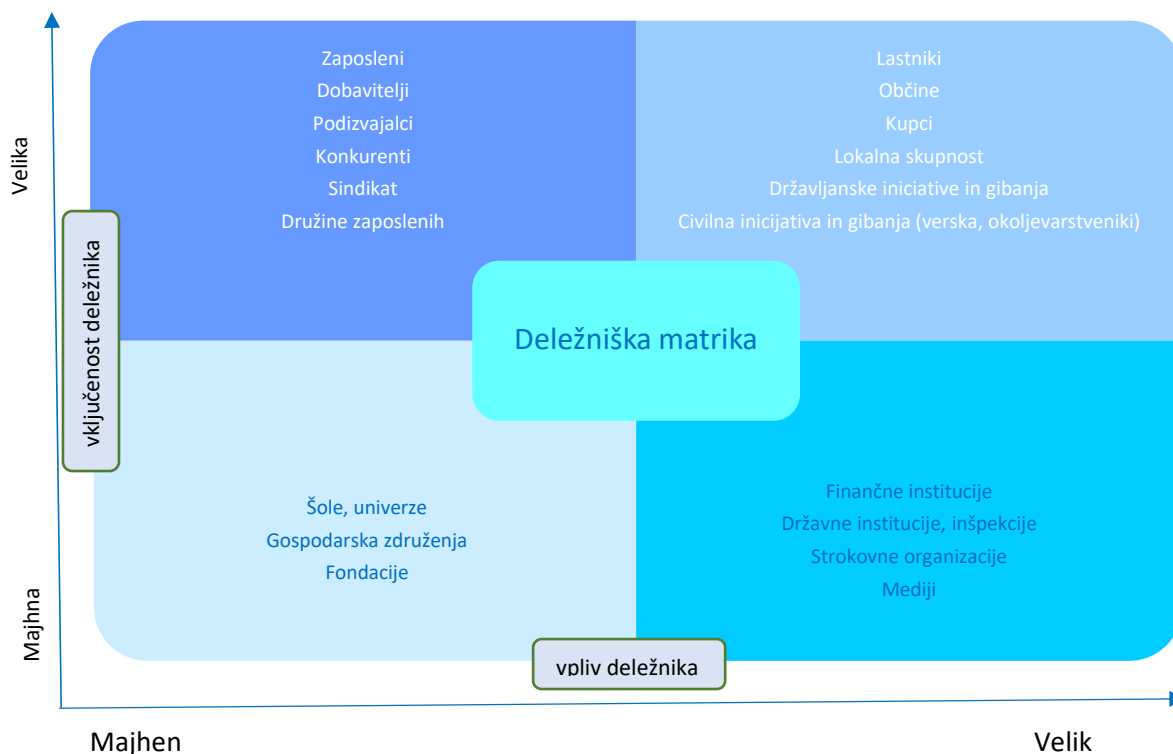 Velika
vključenost deležnika
Majhna
Zaposleni
Dobavitelji
Podizvajalci
Konkurenti
Sindikat
Družine zaposlenih
Lastniki
Občine
Kupci
Lokalna skupnost
Državljanske iniciative in gibanja
Civilna inicijativa in gibanja (verska, okoljevarstveniki)
Deležniška matrika
Šole, univerze
Gospodarska združenja
Fondacije
Finančne institucije
Državne institucije, inšpekcije
Strokovne organizacije
Mediji
vpliv deležnika
Majhen
Velik